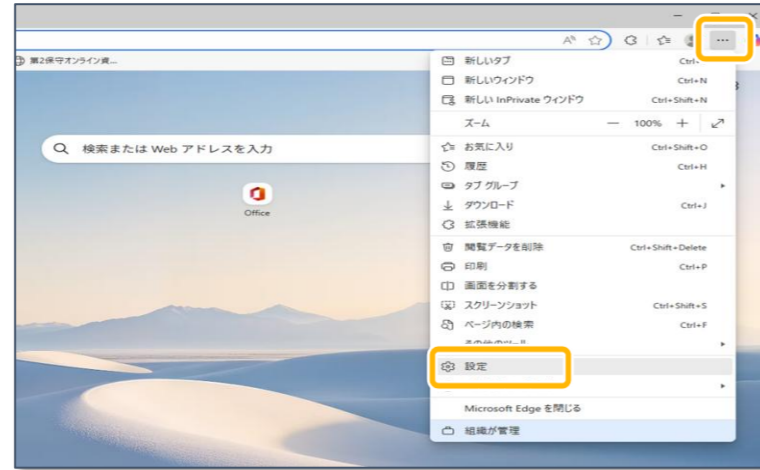 第2保守オンライン資...
検索または Web アドレスを入力
Office
新しいタブ Ctrl+
新しいウィンドウ Ctrl+N
新しい InPrivate ウィンドウ Ctrl+Shift+N
ズーム — 100% +
お気に入り Ctrl+Shift+O
履歴 Ctrl+H
タブ グループ
ダウンロード Ctrl+J
拡張機能
閲覧データを削除 Ctrl+Shift+Delete
印刷 Ctrl+P
画面を分割する
スクリーンショット Ctrl+Shift+S
ページ内の検索 Ctrl+F
その他のツール
設定
Microsoft Edge を閉じる
組織が管理